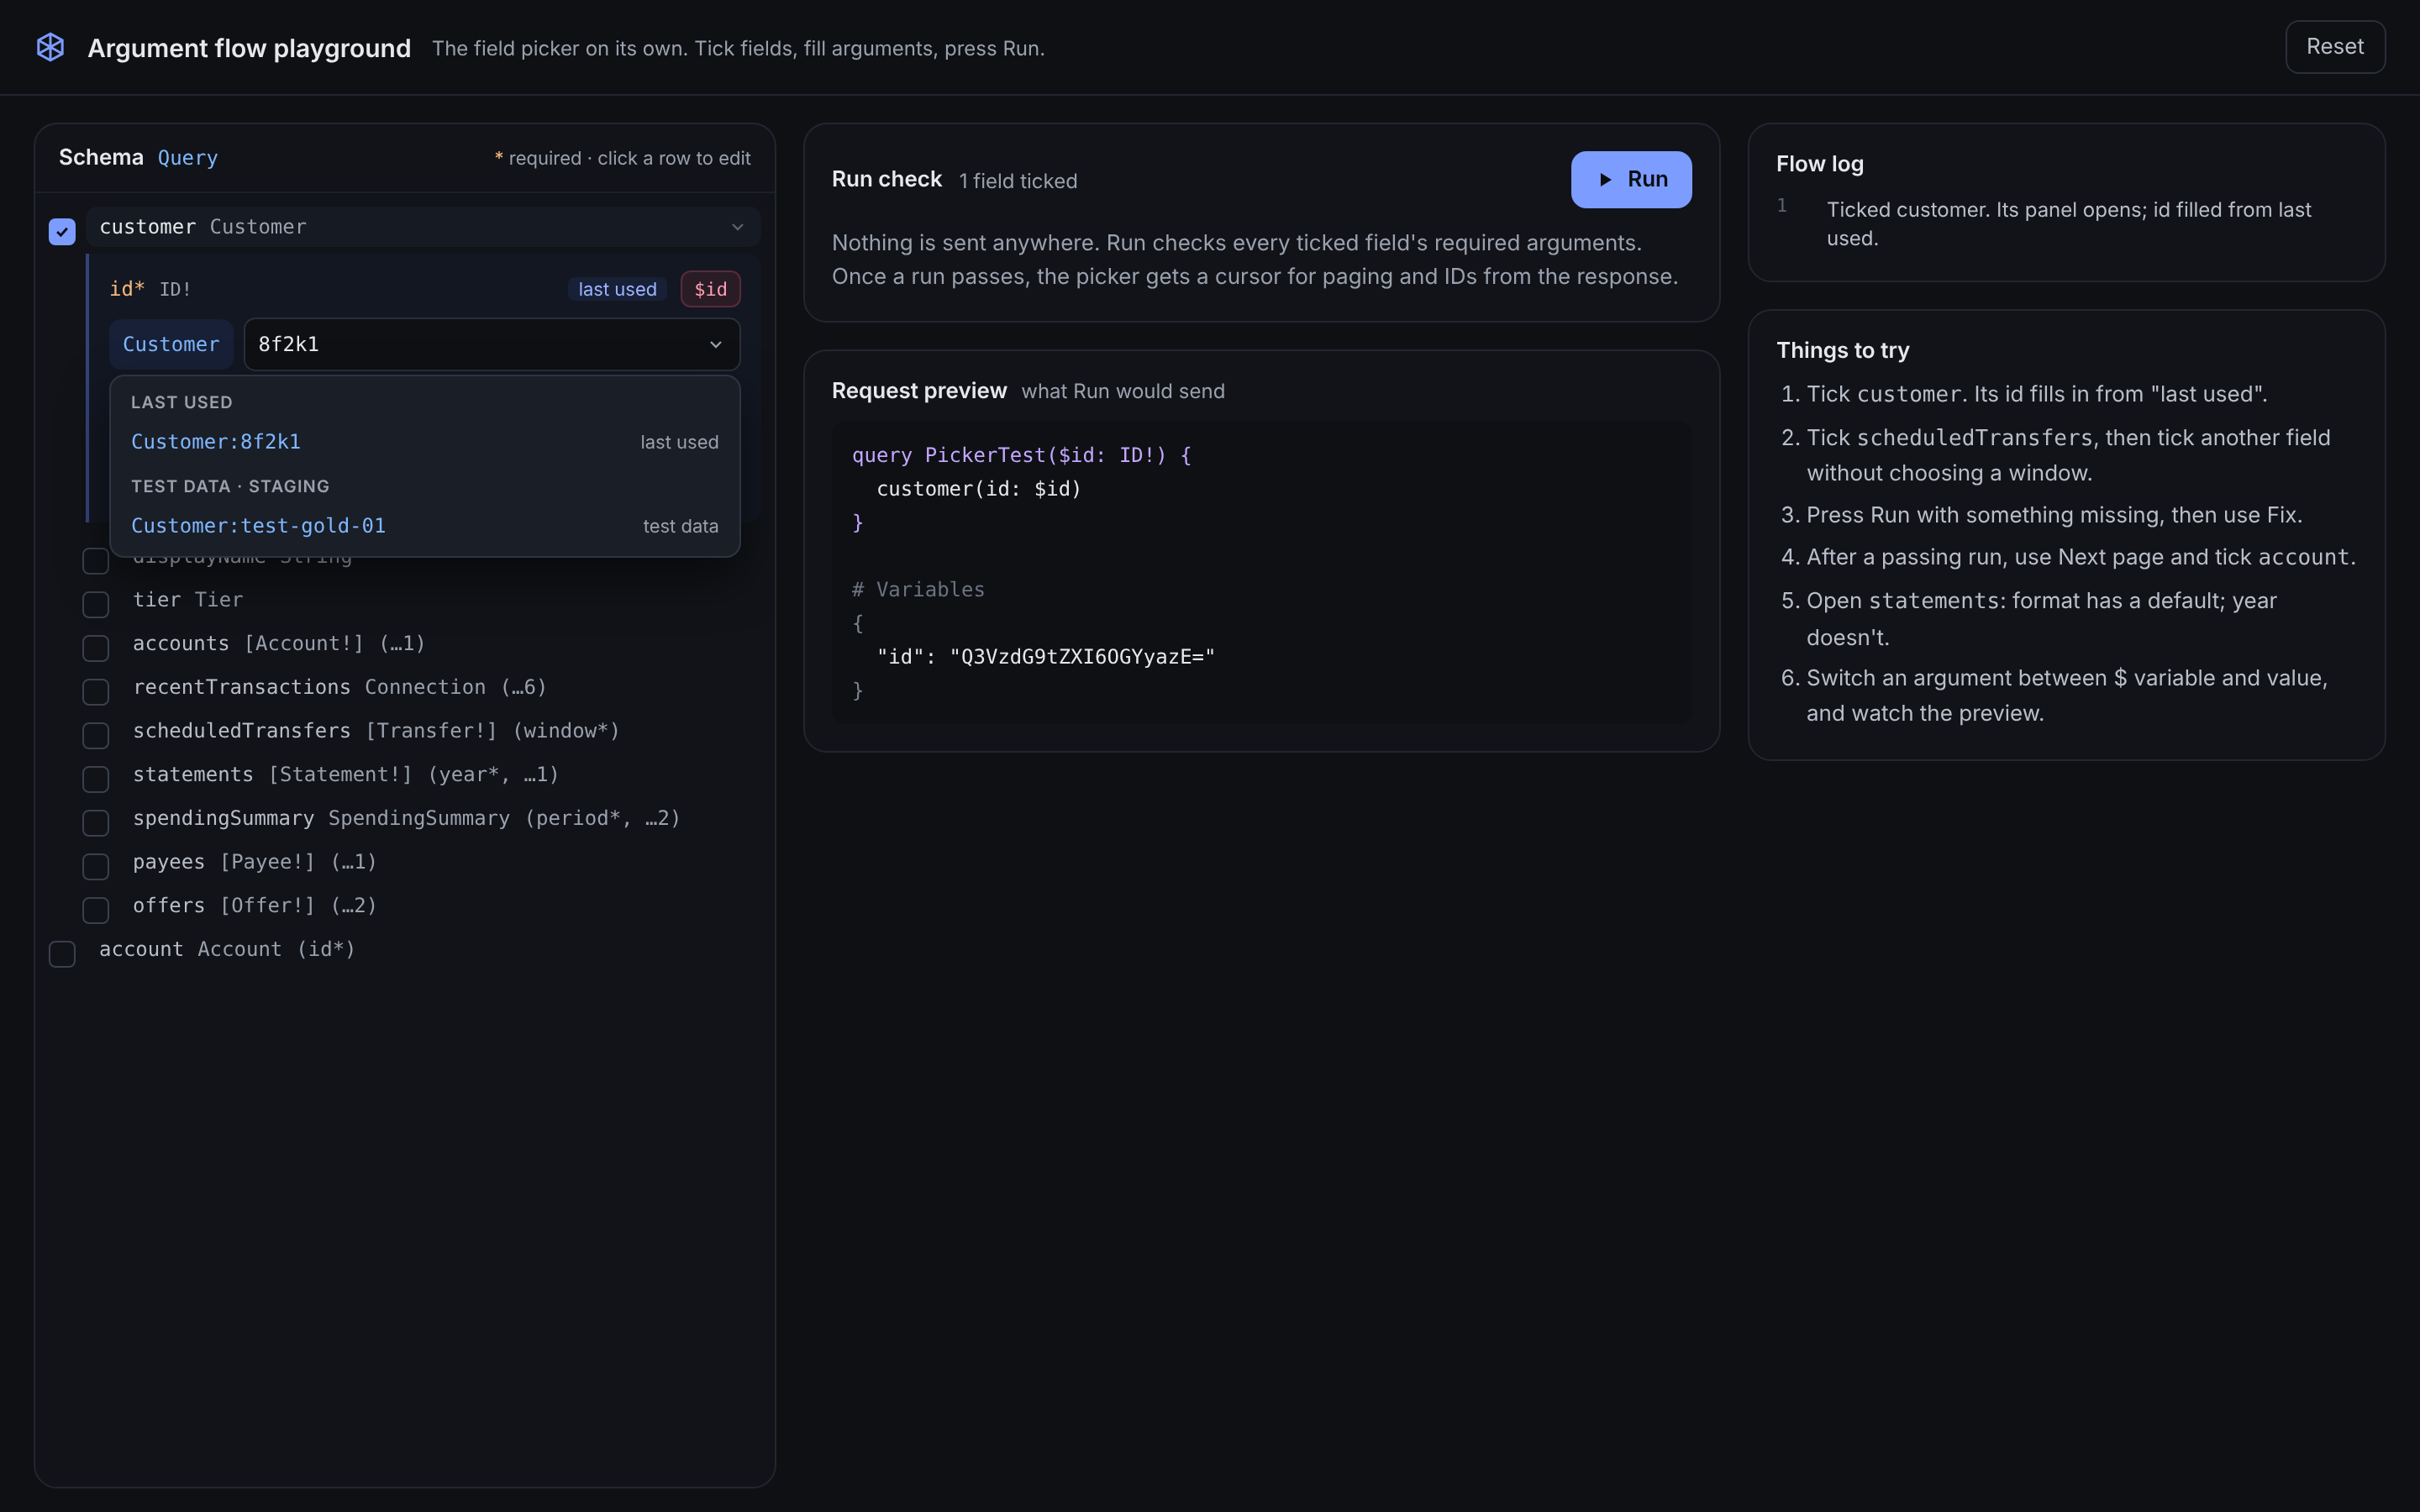 Argument flow playground The field picker on its own. Tick fields, fill arguments, press Run.
Reset
Schema Query
* required · click a row to edit
customer Customer
id* ID!
last used
$id
Customer
8f2k1
LAST USED
Customer:8f2k1
last used
TEST DATA · STAGING
Customer:test-gold-01
test data
displayName String
tier Tier
accounts [Account!] (…1)
recentTransactions Connection (…6)
scheduledTransfers [Transfer!] (window*)
statements [Statement!] (year*, …1)
spendingSummary SpendingSummary (period*, …2)
payees [Payee!] (…1)
offers [Offer!] (…2)
account Account (id*)
Run check 1 field ticked
Run
Nothing is sent anywhere. Run checks every ticked field's required arguments.
Once a run passes, the picker gets a cursor for paging and IDs from the response.
Request preview what Run would send
query PickerTest($id: ID!) {
customer(id: $id)
}
# Variables
{
"id": "Q3VzdG9tZXI6OGYyazE="
}
Flow log
1 Ticked customer. Its panel opens; id filled from last
used.
Things to try
1. Tick customer. Its id fills in from "last used".
2. Tick scheduledTransfers, then tick another field
without choosing a window.
3. Press Run with something missing, then use Fix.
4. After a passing run, use Next page and tick account.
5. Open statements: format has a default; year
doesn't.
6. Switch an argument between $ variable and value,
and watch the preview.